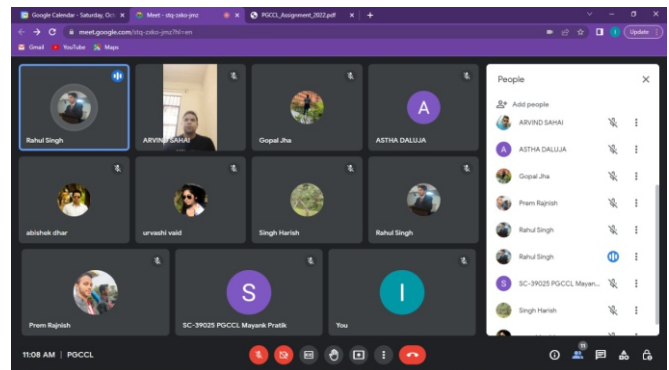 Google Calendar - Saturday, Oct
Meet - stq-zsko-jmz
PGCCL_Assignment_2022.pdf
meet.google.com/stq-zsko-jmz?hl=en
Update
Gmail
YouTube
Maps
Rahul Singh
ARVIND SAHAI
Gopal Jha
A
ASTHA DALUJA
abishek dhar
urvashi vaid
Singh Harish
Rahul Singh
Prem Rajnish
S
SC-39025 PGCCL Mayank Pratik
I
You
People
Add people
ARVIND SAHAI
A
ASTHA DALUJA
Gopal Jha
Prem Rajnish
Rahul Singh
Rahul Singh
S
SC-39025 PGCCL Mayan...
Singh Harish
11:08 AM | PGCCL
11